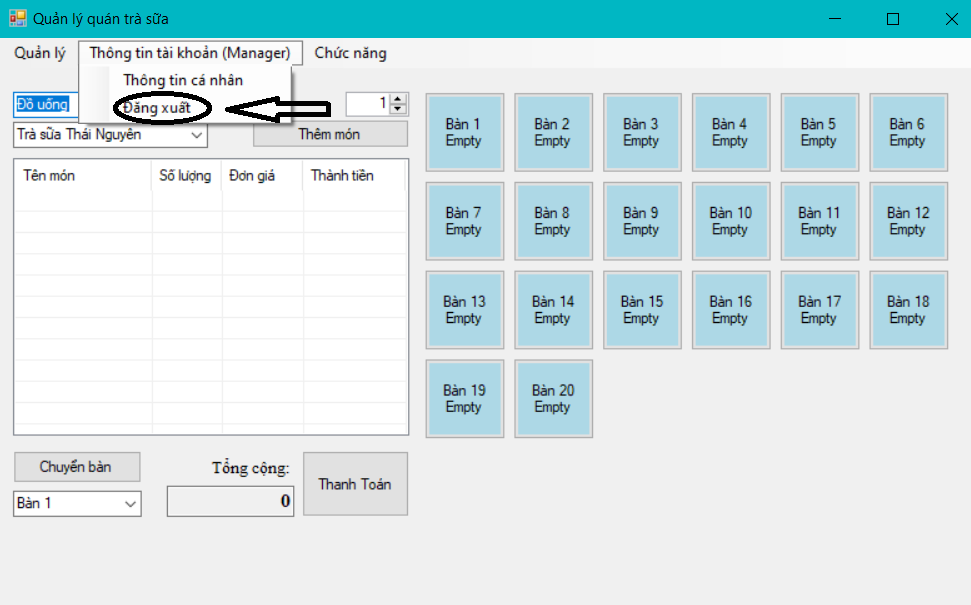 Quản lý quán trà sữa
Quản lý Thông tin tài khoản (Manager) Chức năng
Thông tin cá nhân
Đăng xuất
Đồ uống 1
Trà sữa Thái Nguyên Thêm món
Tên món Số lượng Đơn giá Thành tiền
Bàn 1 Bàn 2 Bàn 3 Bàn 4 Bàn 5 Bàn 6
Empty Empty Empty Empty Empty Empty
Bàn 7 Bàn 8 Bàn 9 Bàn 10 Bàn 11 Bàn 12
Empty Empty Empty Empty Empty Empty
Bàn 13 Bàn 14 Bàn 15 Bàn 16 Bàn 17 Bàn 18
Empty Empty Empty Empty Empty Empty
Bàn 19 Bàn 20
Empty Empty
Chuyển bàn Tổng cộng: Thanh Toán
Bàn 1 0